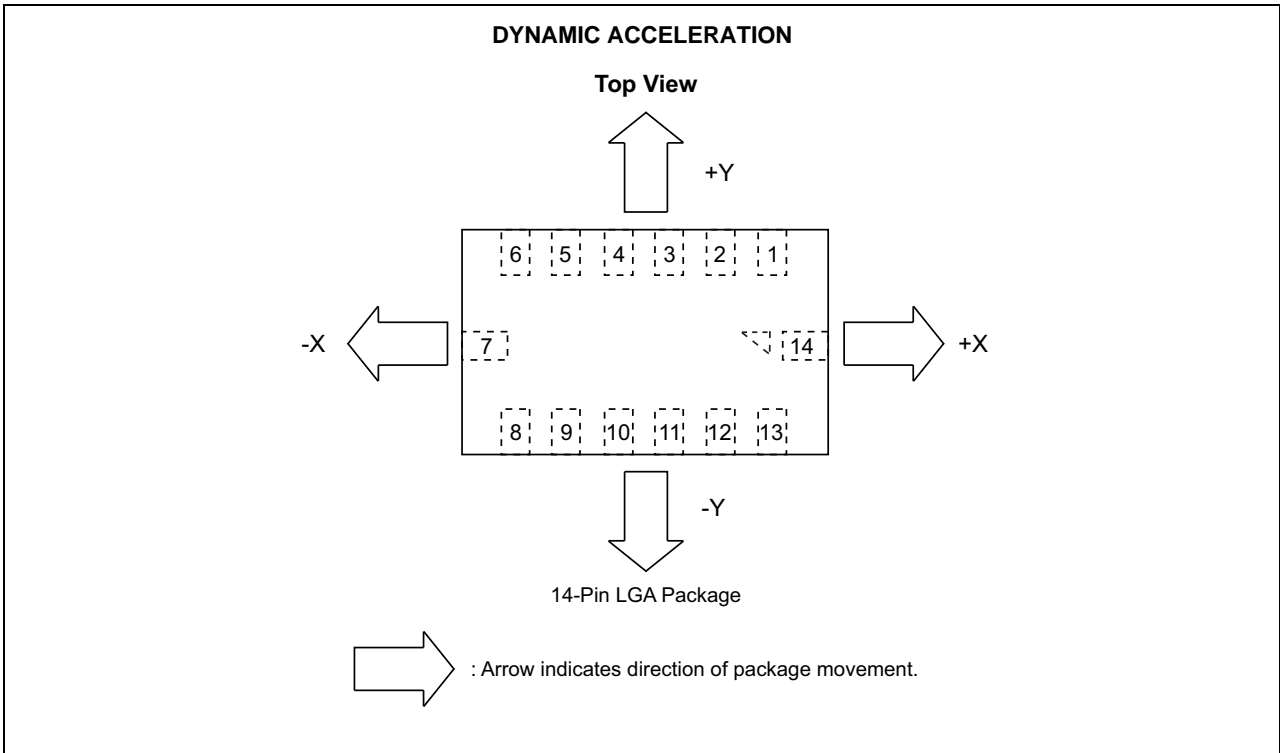 DYNAMIC ACCELERATION
Top View
+Y
6 5 4 3 2 1
-X 7 14 +X
8 9 10 11 12 13
-Y
14-Pin LGA Package
: Arrow indicates direction of package movement.